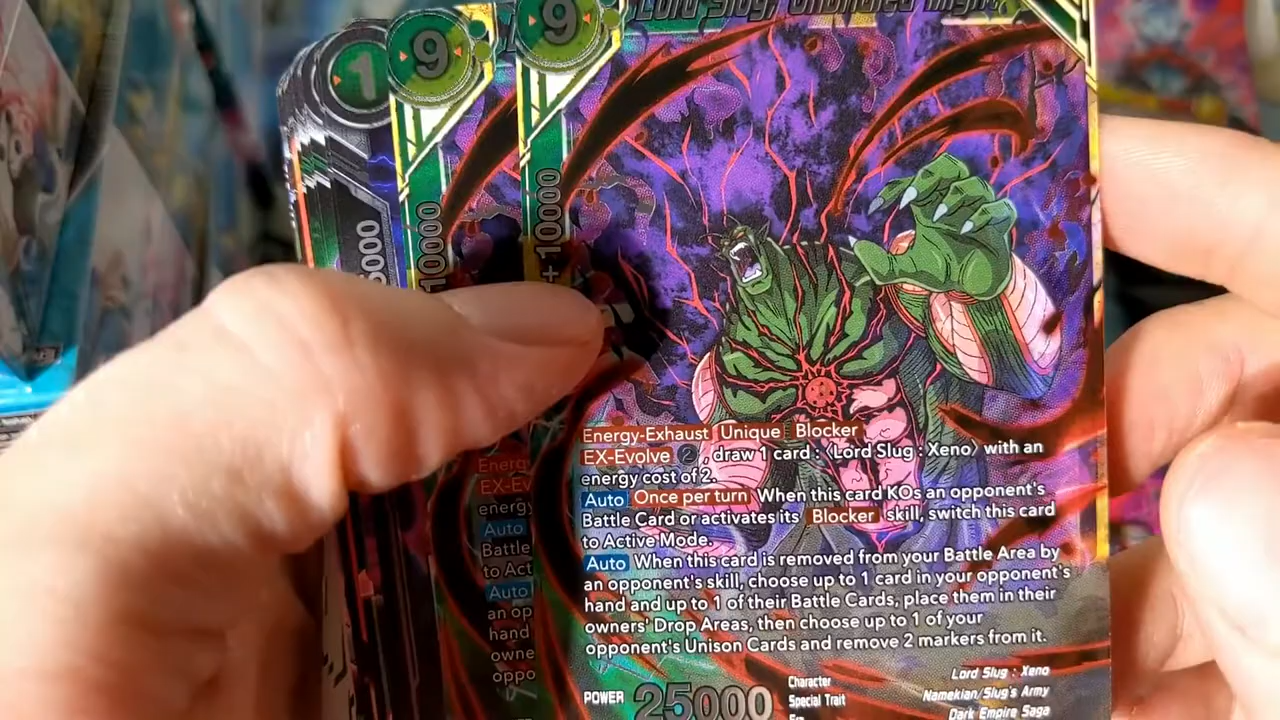 1
9
9
Lord Slug, Unbridled Might
10000
+ 10000
Energy-Exhaust Unique Blocker
EX-Evolve 2, draw 1 card : 〈Lord Slug : Xeno〉 with an
energy cost of 2.
Auto Once per turn When this card KOs an opponent's
Battle Card or activates its Blocker skill, switch this card
to Active Mode.
Auto When this card is removed from your Battle Area by
an opponent's skill, choose up to 1 card in your opponent's
hand and up to 1 of their Battle Cards, place them in their
owners' Drop Areas, then choose up to 1 of your
opponent's Unison Cards and remove 2 markers from it.
POWER 25000
Character Lord Slug : Xeno
Special Trait Namekian/Slug's Army
Era Dark Empire Saga
Energ
EX-Ev
energy
Auto
Battle
to Act
Auto
an op
hand
owne
oppo